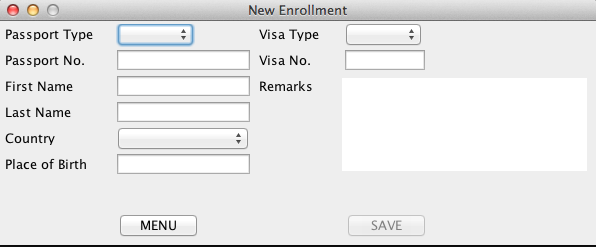 New Enrollment
Passport Type Visa Type
Passport No. Visa No.
First Name Remarks
Last Name
Country
Place of Birth
MENU SAVE